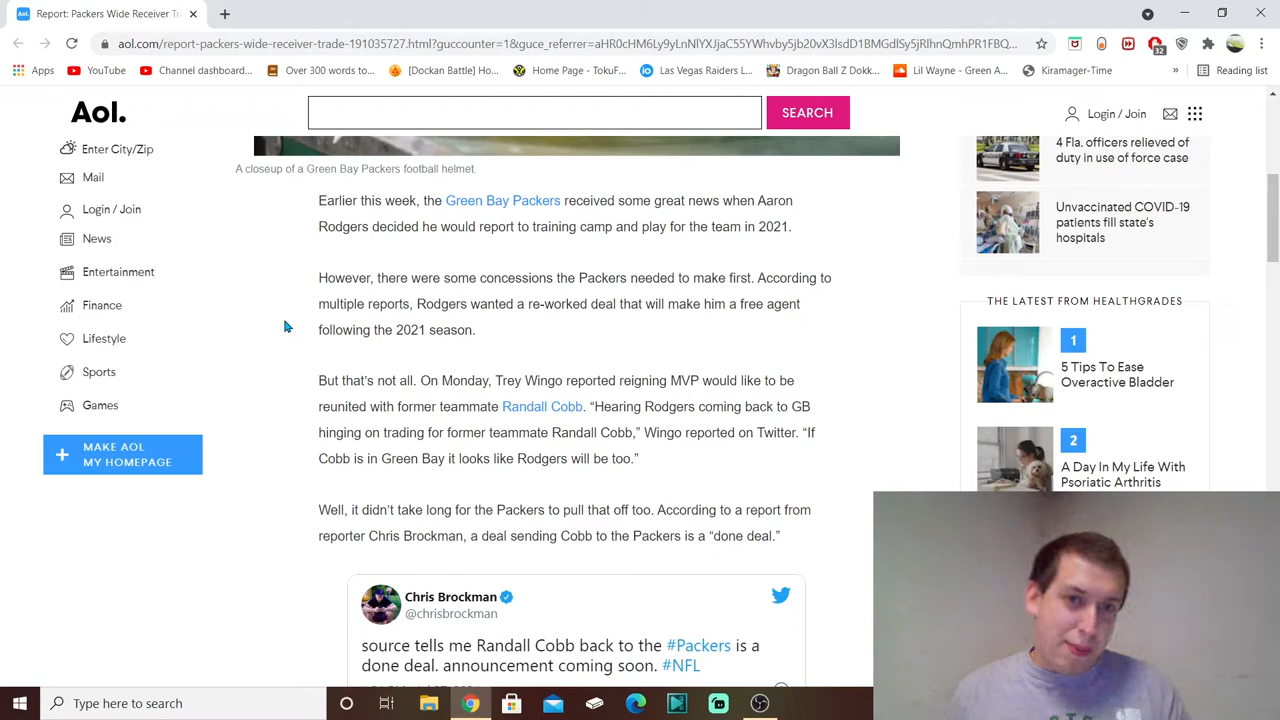 Aol. Report: Packers Wide Receiver Tr
aol.com/report-packers-wide-receiver-trade-191035727.html?guccounter=1&guce_referrer=aHR0cHM6Ly9yLnNlYXJjaC55YWhvby5jb20vX3lsdD1BMGdlSy5jRlhnQmhPR1FBQ...
32
Apps YouTube Channel dashboard... Over 300 words to... [Dockan Battle] Ho... Home Page - TokuF... Las Vegas Raiders L... Dragon Ball Z Dokk... Lil Wayne - Green A... Kiramager-Time » Reading list
Aol.
SEARCH
Login / Join
Enter City/Zip
Mail
Login / Join
News
Entertainment
Finance
Lifestyle
Sports
Games
MAKE AOL
MY HOMEPAGE
A closeup of a Green Bay Packers football helmet.
Earlier this week, the Green Bay Packers received some great news when Aaron
Rodgers decided he would report to training camp and play for the team in 2021.
However, there were some concessions the Packers needed to make first. According to
multiple reports, Rodgers wanted a re-worked deal that will make him a free agent
following the 2021 season.
But that's not all. On Monday, Trey Wingo reported reigning MVP would like to be
reunited with former teammate Randall Cobb. “Hearing Rodgers coming back to GB
hinging on trading for former teammate Randall Cobb,” Wingo reported on Twitter. “If
Cobb is in Green Bay it looks like Rodgers will be too.”
Well, it didn't take long for the Packers to pull that off too. According to a report from
reporter Chris Brockman, a deal sending Cobb to the Packers is a “done deal.”
Chris Brockman
@chrisbrockman
source tells me Randall Cobb back to the #Packers is a
done deal. announcement coming soon. #NFL
4 Fla. officers relieved of
duty in use of force case
Unvaccinated COVID-19
patients fill state's
hospitals
THE LATEST FROM HEALTHGRADES
1
5 Tips To Ease
Overactive Bladder
2
A Day In My Life With
Psoriatic Arthritis
Type here to search